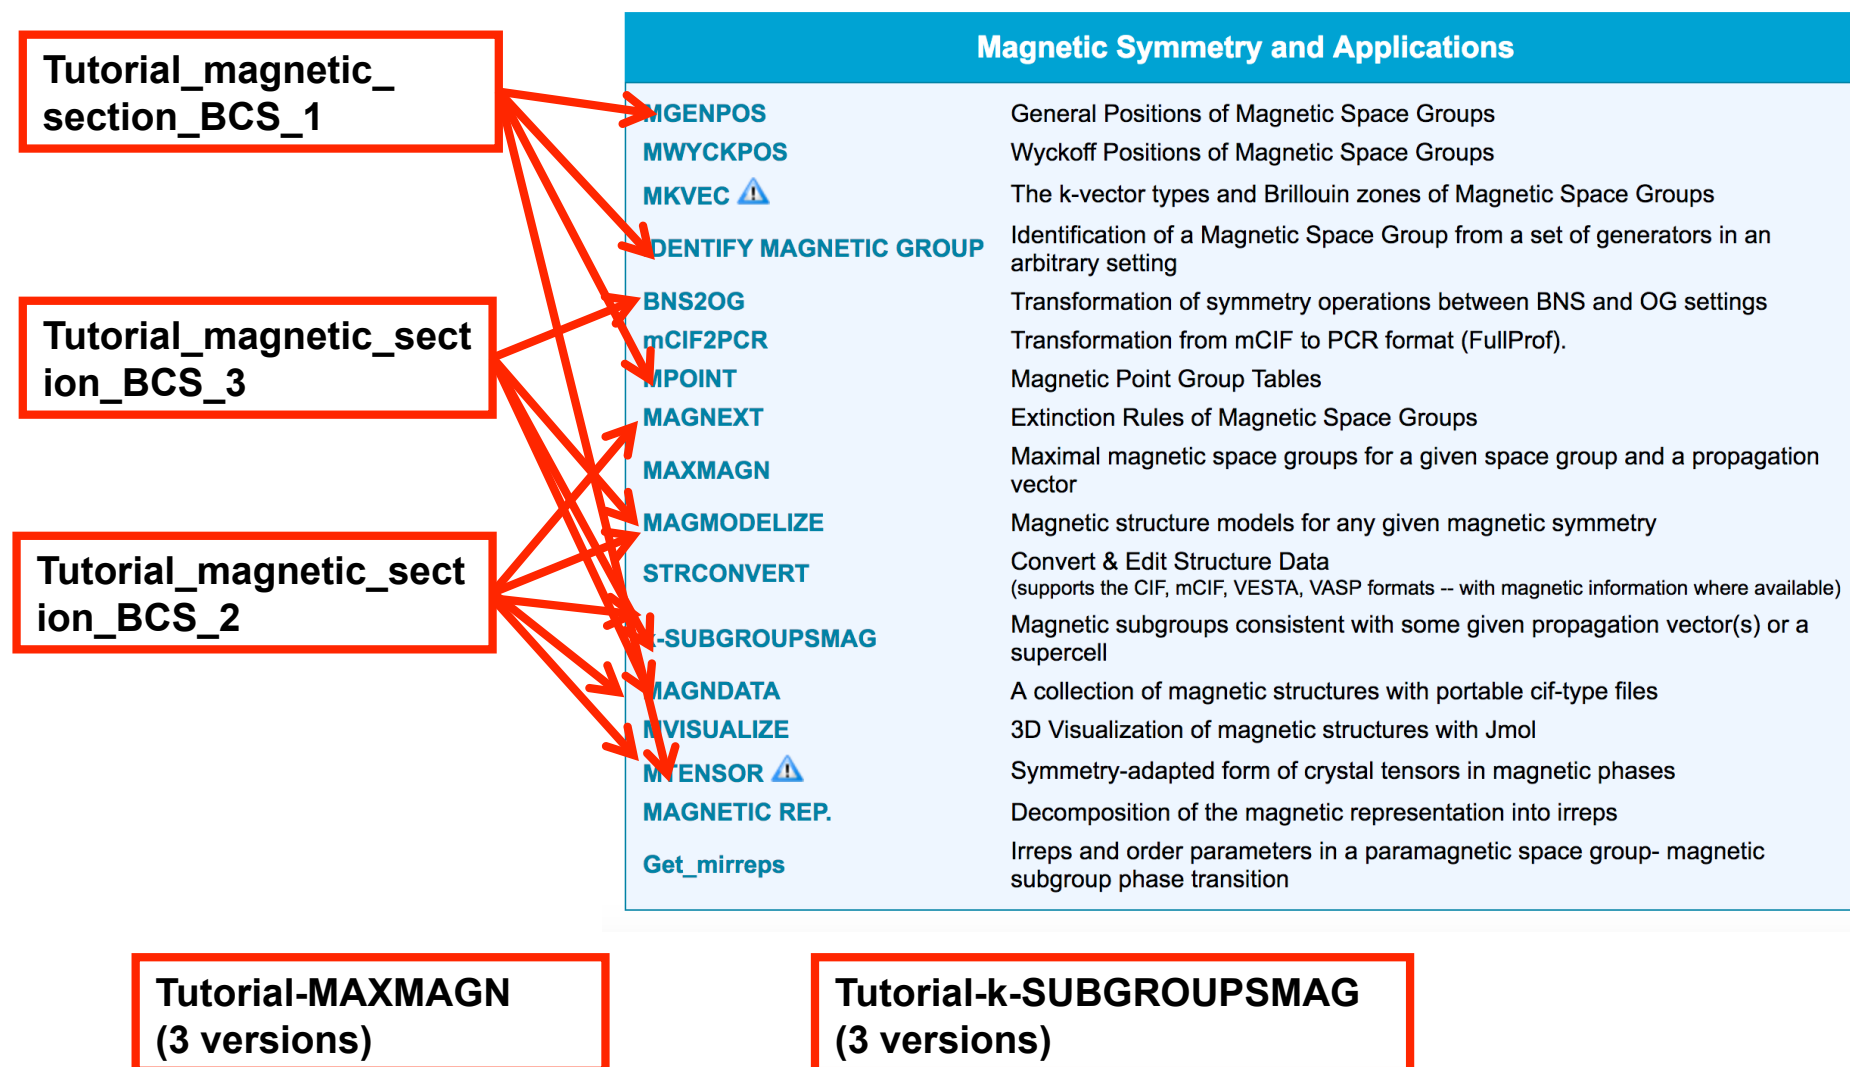 Tutorial_magnetic_
section_BCS_1
Tutorial_magnetic_sect
ion_BCS_3
Tutorial_magnetic_sect
ion_BCS_2
Magnetic Symmetry and Applications
MGENPOS General Positions of Magnetic Space Groups
MWYCKPOS Wyckoff Positions of Magnetic Space Groups
MKVEC The k-vector types and Brillouin zones of Magnetic Space Groups
IDENTIFY MAGNETIC GROUP Identification of a Magnetic Space Group from a set of generators in an
arbitrary setting
BNS2OG Transformation of symmetry operations between BNS and OG settings
mCIF2PCR Transformation from mCIF to PCR format (FullProf).
MPOINT Magnetic Point Group Tables
MAGNEXT Extinction Rules of Magnetic Space Groups
MAXMAGN Maximal magnetic space groups for a given space group and a propagation
vector
MAGMODELIZE Magnetic structure models for any given magnetic symmetry
STRCONVERT Convert & Edit Structure Data
(supports the CIF, mCIF, VESTA, VASP formats -- with magnetic information where available)
k-SUBGROUPSMAG Magnetic subgroups consistent with some given propagation vector(s) or a
supercell
MAGNDATA A collection of magnetic structures with portable cif-type files
MVISUALIZE 3D Visualization of magnetic structures with Jmol
MTENSOR Symmetry-adapted form of crystal tensors in magnetic phases
MAGNETIC REP. Decomposition of the magnetic representation into irreps
Get_mirreps Irreps and order parameters in a paramagnetic space group- magnetic
subgroup phase transition
Tutorial-MAXMAGN
(3 versions)
Tutorial-k-SUBGROUPSMAG
(3 versions)